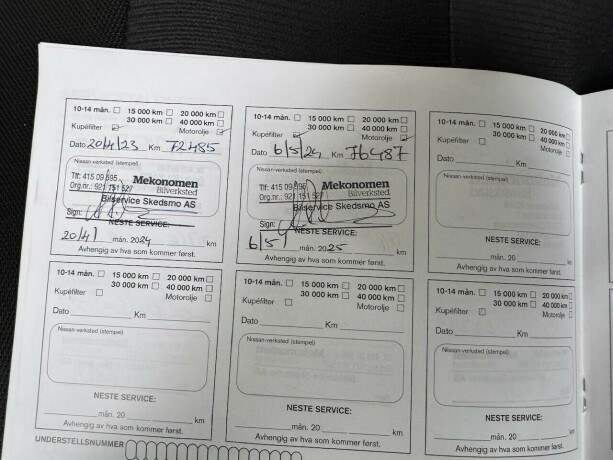 10-14 mån. 15 000 km 20 000 km
30 000 km 40 000 km
Kupéfilter Motorolje
Dato 20/4/23 Km 72485
Nissan-verksted (stempel)
Tlf: 415 09 595 Mekonomen
Org.nr.: 921 151 527 Bilverksted
Bilservice Skedsmo AS
Sign:
NESTE SERVICE:
20/4/ mån. 2024 km
Avhengig av hva som kommer først.
10-14 mån. 15 000 km 20 000 km
30 000 km 40 000 km
Kupéfilter Motorolje
Dato 6/5/24 Km 76487
Nissan-verksted (stempel)
Tlf: 415 09 595 Mekonomen
Org.nr.: 921 151 527 Bilverksted
Bilservice Skedsmo AS
Sign:
NESTE SERVICE:
6/5/ mån. 2025 km
Avhengig av hva som kommer først.
10-14 mån. 15 000 km 20 000 km
30 000 km 40 000 km
Kupéfilter Motorolje
Dato Km
Nissan-verksted (stempel)
NESTE SERVICE:
mån. 20 km
Avhengig av hva som kommer først.
10-14 mån. 15 000 km 20 000 km
30 000 km 40 000 km
Kupéfilter Motorolje
Dato Km
Nissan-verksted (stempel)
NESTE SERVICE:
mån. 20 km
Avhengig av hva som kommer først.
10-14 mån. 15 000 km 20 000 km
30 000 km 40 000 km
Kupéfilter Motorolje
Dato Km
Nissan-verksted (stempel)
NESTE SERVICE:
mån. 20 km
Avhengig av hva som kommer først.
10-14 mån. 15 000 km 20 000 km
30 000 km 40 000 km
Kupéfilter Motorolje
Dato Km
Nissan-verksted (stempel)
NESTE SERVICE:
mån. 20 km
Avhengig av hva som kommer først.
UNDERSTELLSNUMMER